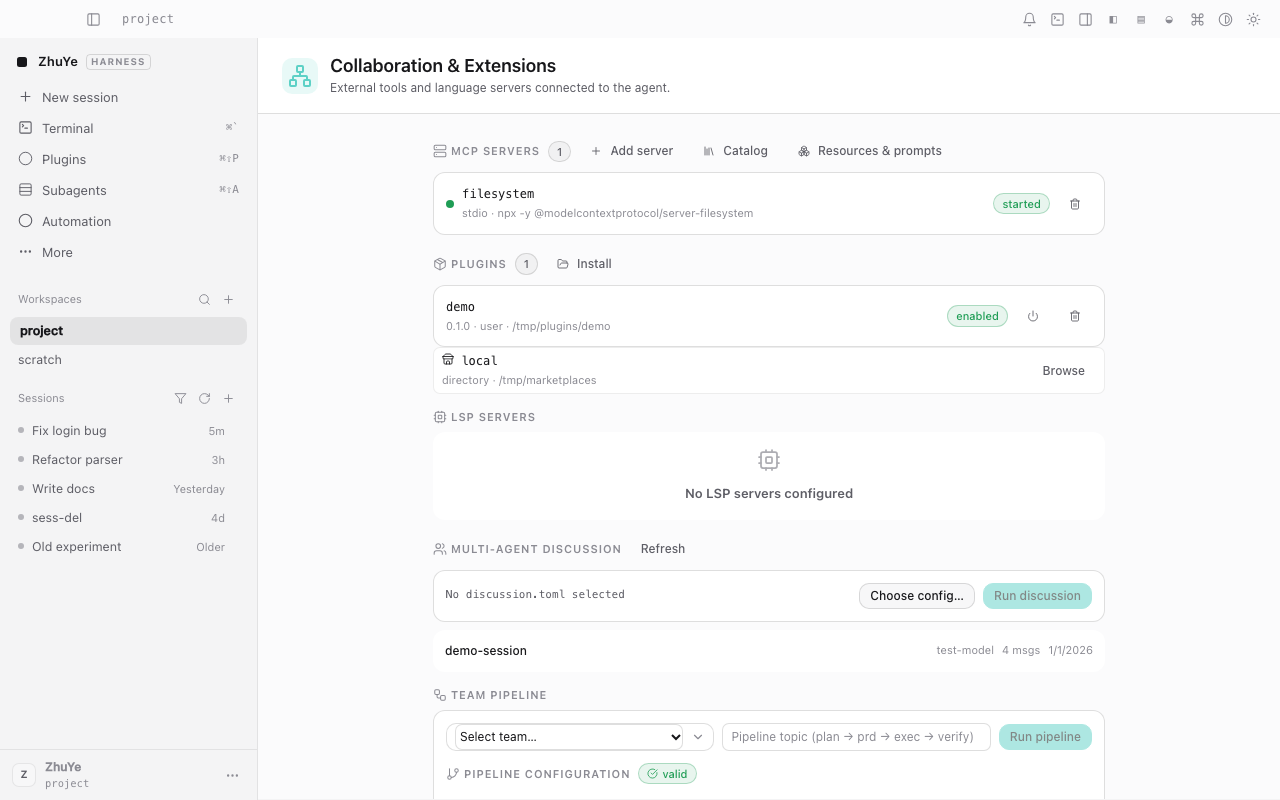 project
ZhuYe HARNESS
New session
Terminal ⌘`
Plugins ⌘⇧P
Subagents ⌘⇧A
Automation
More
Workspaces
project
scratch
Sessions
Fix login bug 5m
Refactor parser 3h
Write docs Yesterday
sess-del 4d
Old experiment Older
Z ZhuYe
project
Collaboration & Extensions
External tools and language servers connected to the agent.
MCP SERVERS 1 Add server Catalog Resources & prompts
filesystem
stdio · npx -y @modelcontextprotocol/server-filesystem
started
PLUGINS 1 Install
demo
0.1.0 · user · /tmp/plugins/demo
enabled
local
directory · /tmp/marketplaces
Browse
LSP SERVERS
No LSP servers configured
MULTI-AGENT DISCUSSION Refresh
No discussion.toml selected Choose config... Run discussion
demo-session test-model 4 msgs 1/1/2026
TEAM PIPELINE
Select team... Pipeline topic (plan → prd → exec → verify) Run pipeline
PIPELINE CONFIGURATION valid